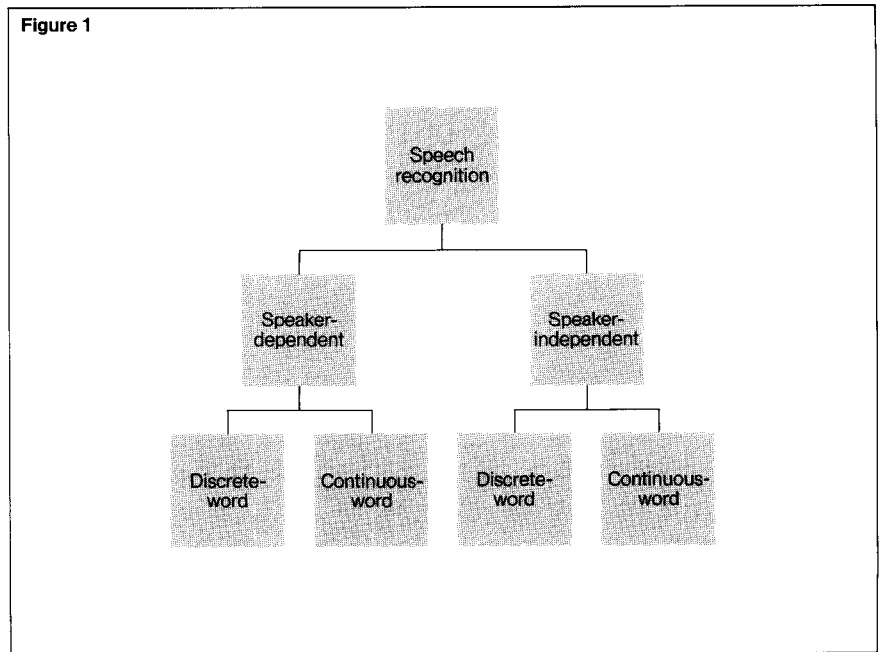 Figure 1
Speech
recognition
Speaker-
dependent
Speaker-
independent
Discrete-
word
Continuous-
word
Discrete-
word
Continuous-
word